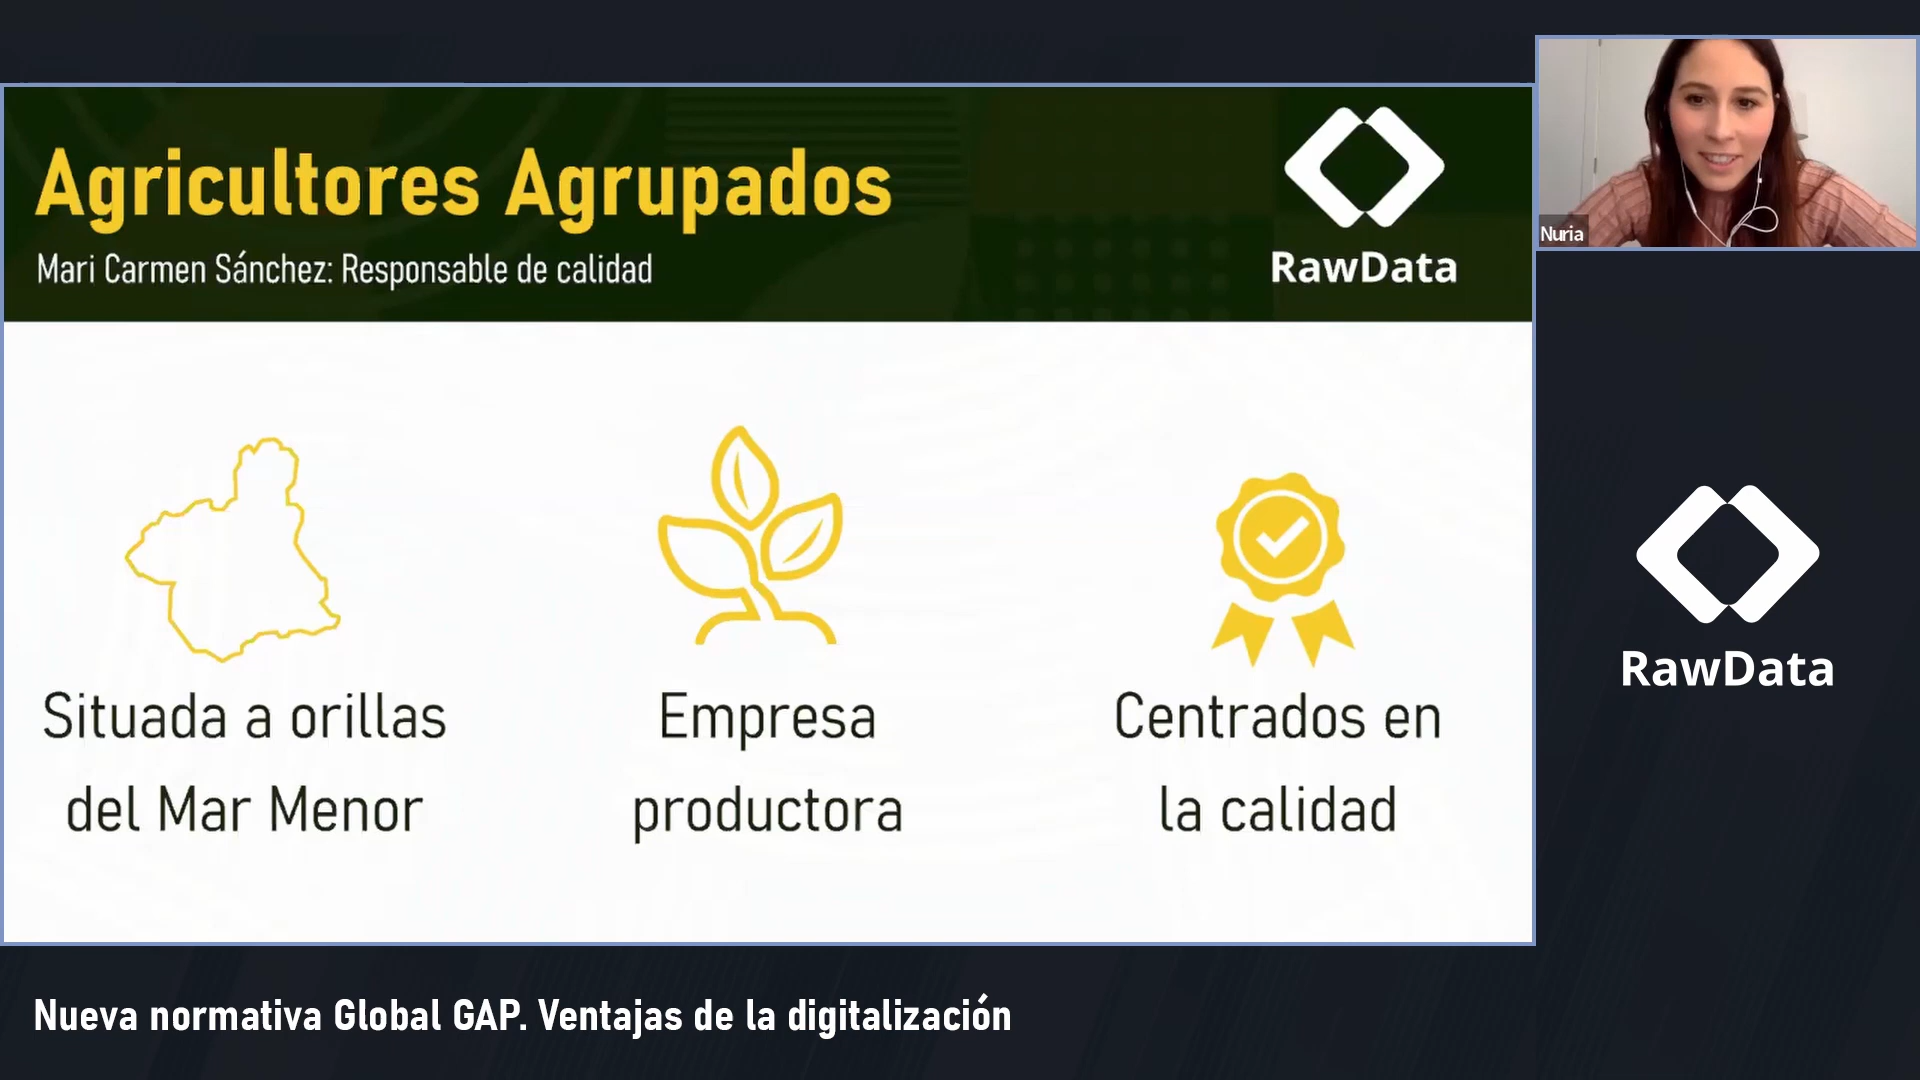 Agricultores Agrupados
Mari Carmen Sánchez: Responsable de calidad
RawData
Nuria
Situada a orillas
del Mar Menor
Empresa
productora
Centrados en
la calidad
RawData
Nueva normativa Global GAP. Ventajas de la digitalización